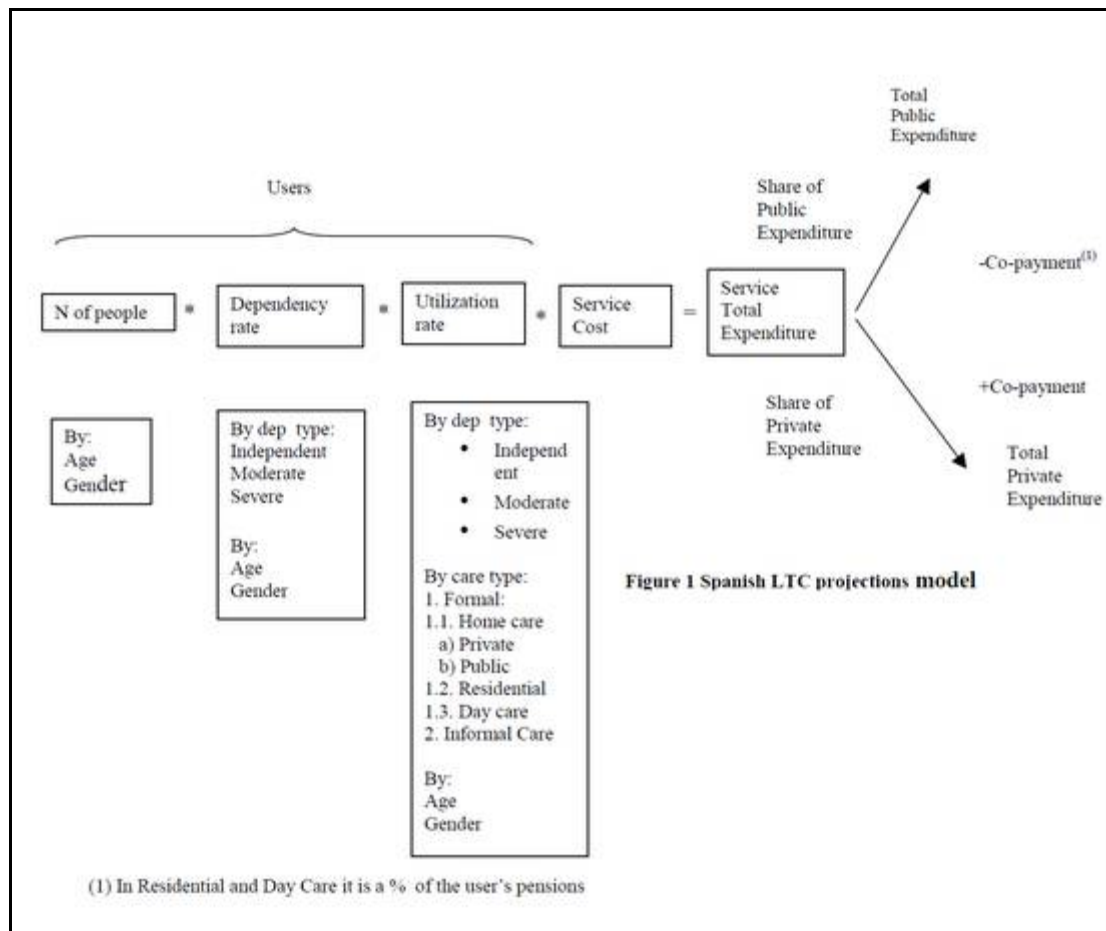 Total
Public
Expenditure
Users
Share of
Public
Expenditure
-Co-payment(1)
N of people
*
Dependency
rate
*
Utilization
rate
*
Service
Cost
=
Service
Total
Expenditure
+Co-payment
Share of
Private
Expenditure
Total
Private
Expenditure
By:
Age
Gender
By dep type:
Independent
Moderate
Severe
By:
Age
Gender
By dep type:
• Independ
ent
• Moderate
• Severe
By care type:
1. Formal:
1.1. Home care
a) Private
b) Public
1.2. Residential
1.3. Day care
2. Informal Care
By:
Age
Gender
Figure 1 Spanish LTC projections model
(1) In Residential and Day Care it is a % of the user's pensions